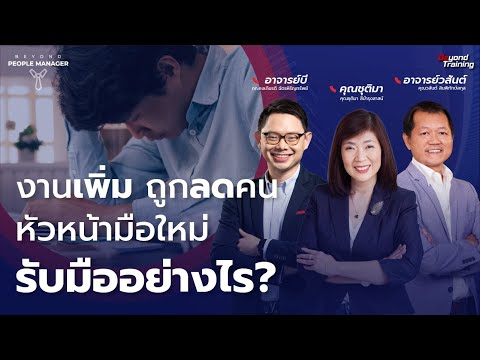 BEYOND
PEOPLE MANAGER
Beyond
Training
อาจารย์บี
คุณชุติมา
อาจารย์วสันต์
งานเพิ่ม ถูกลดคน
หัวหน้ามือใหม่
รับมืออย่างไร?